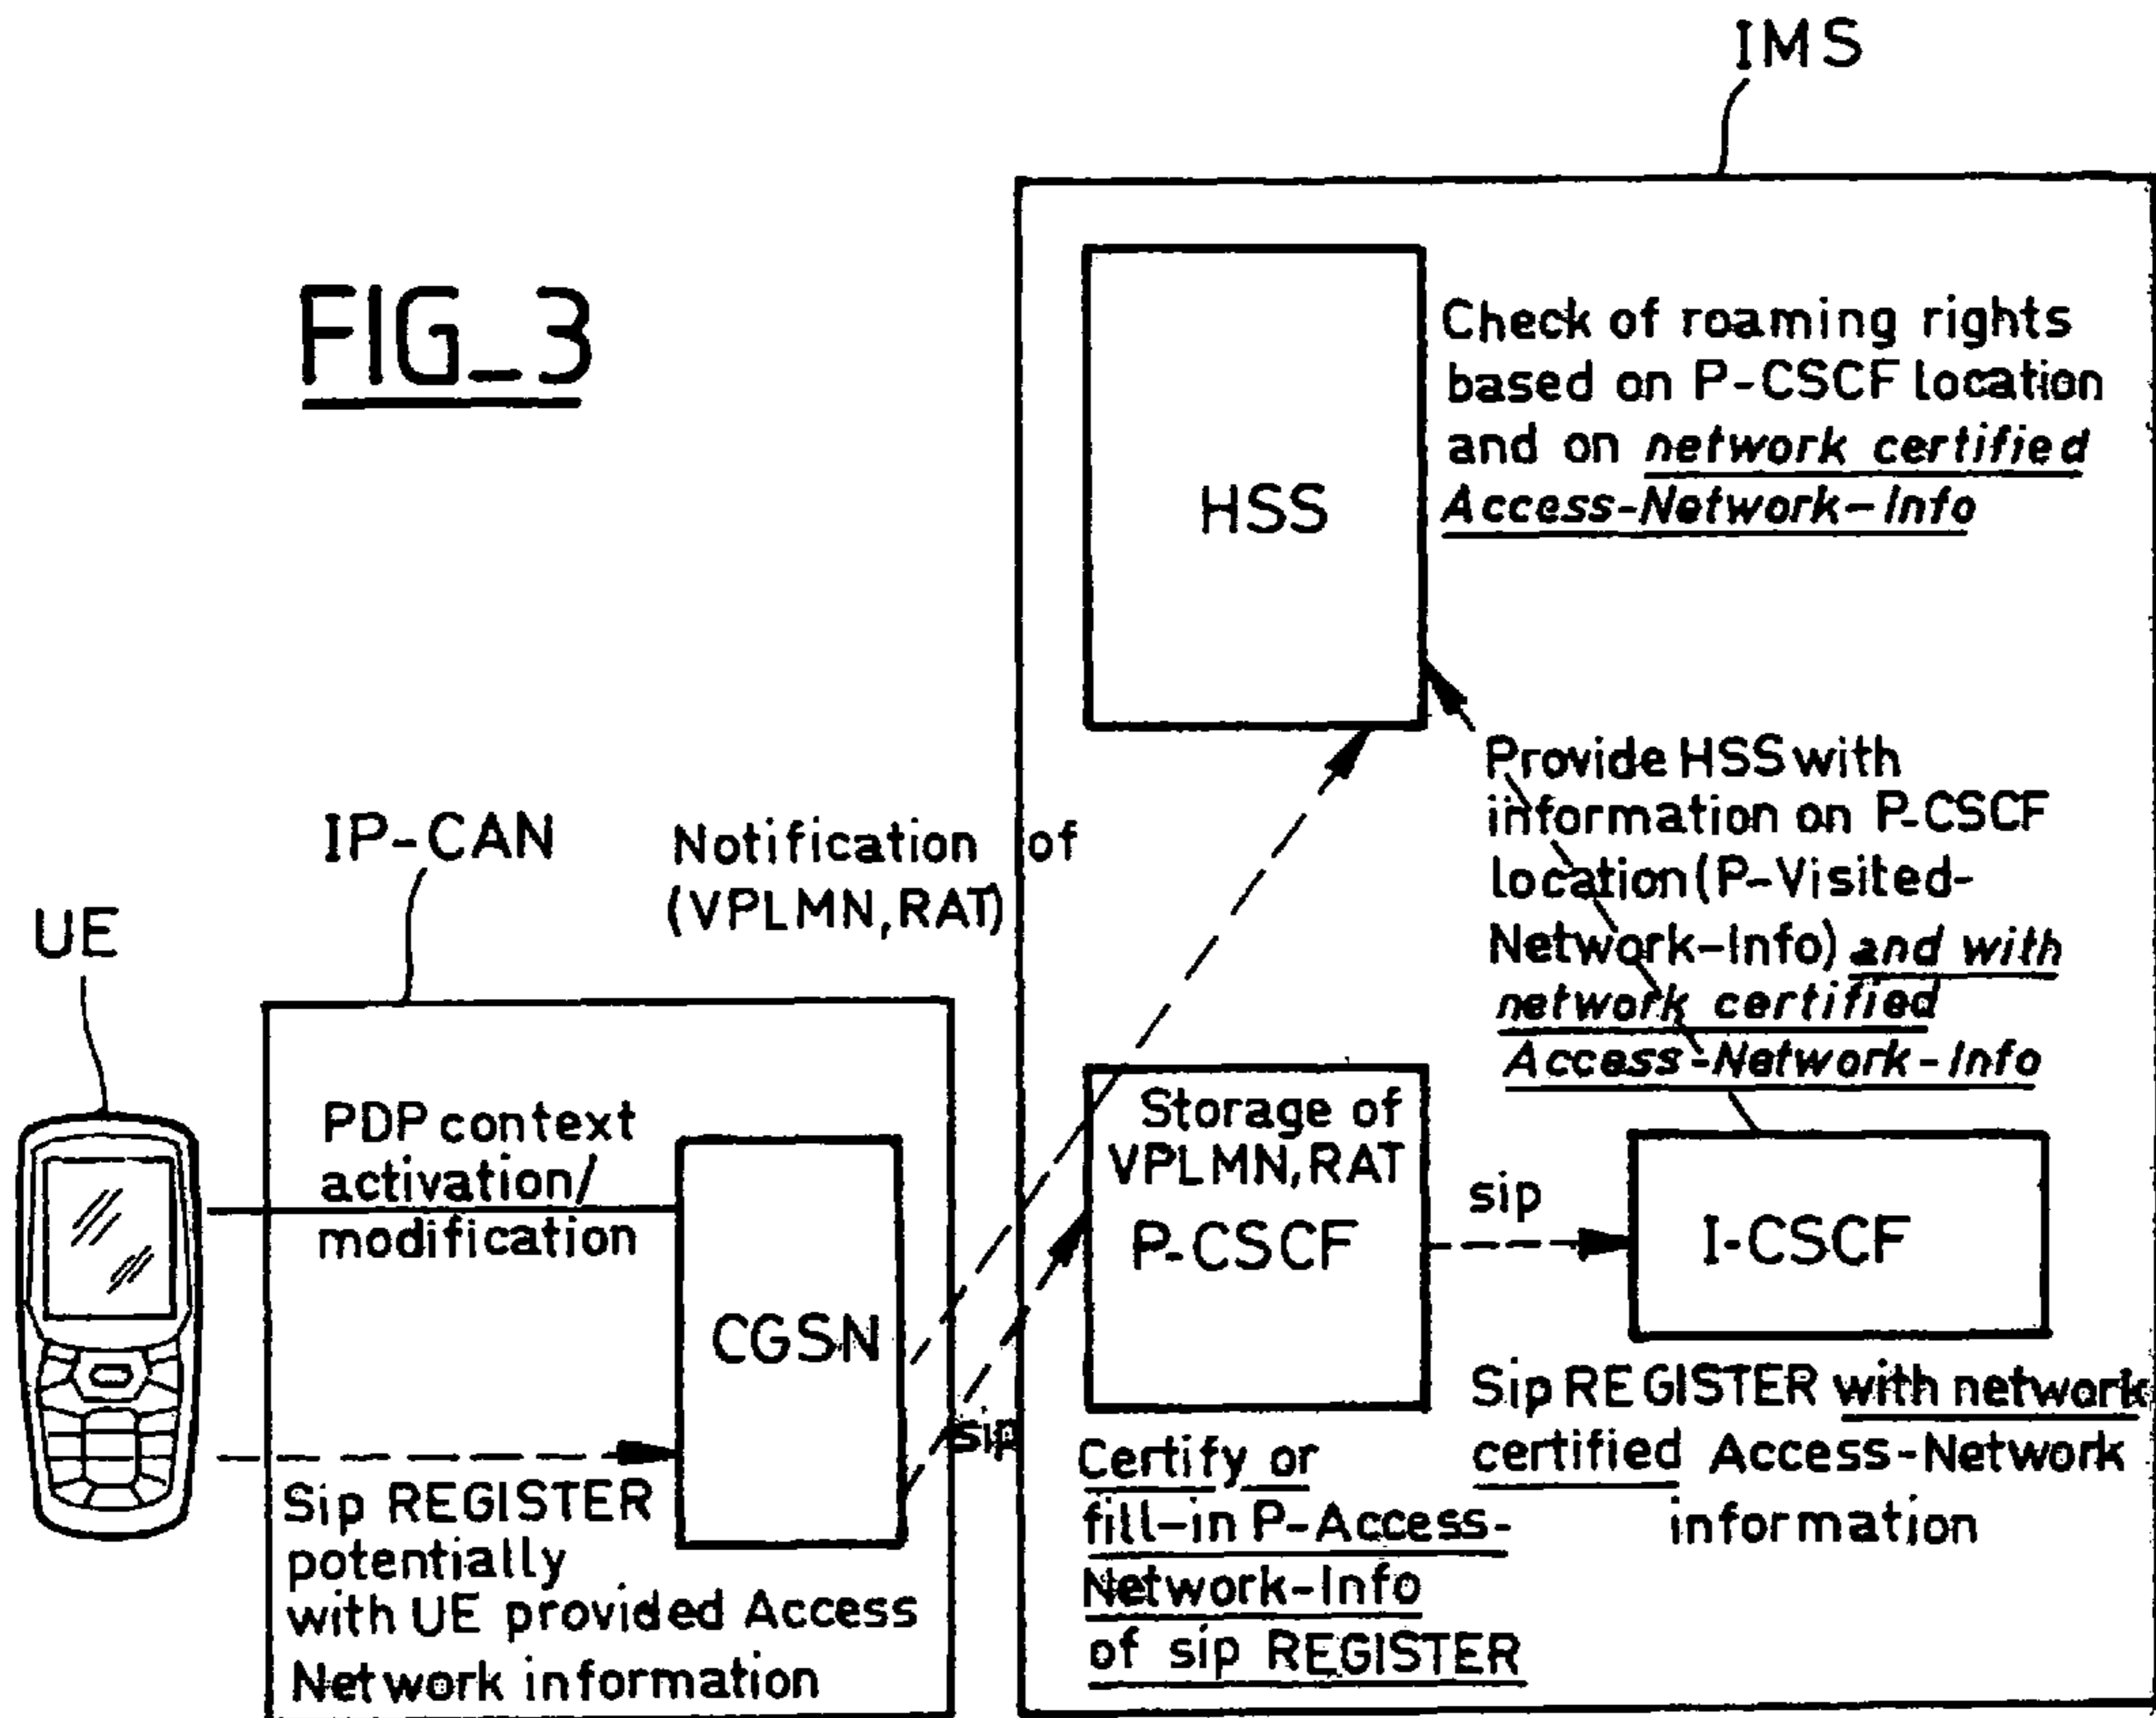 IMS
FIG_3
HSS
Check of roaming rights
based on P-CSCF location
and on network certified
Access-Network-Info
Provide HSS with
information on P-CSCF
location (P-Visited-
Network-Info) and with
network certified
Access-Network-Info
IP-CAN
Notification of
(VPLMN, RAT)
UE
PDP context
activation/
modification
CGSN
Sip REGISTER
potentially
with UE provided Access
Network information
sip
Storage of
VPLMN, RAT
P-CSCF
sip
I-CSCF
Certify or
fill-in P-Access-
Network-Info
of sip REGISTER
Sip REGISTER with network
certified Access-Network
information